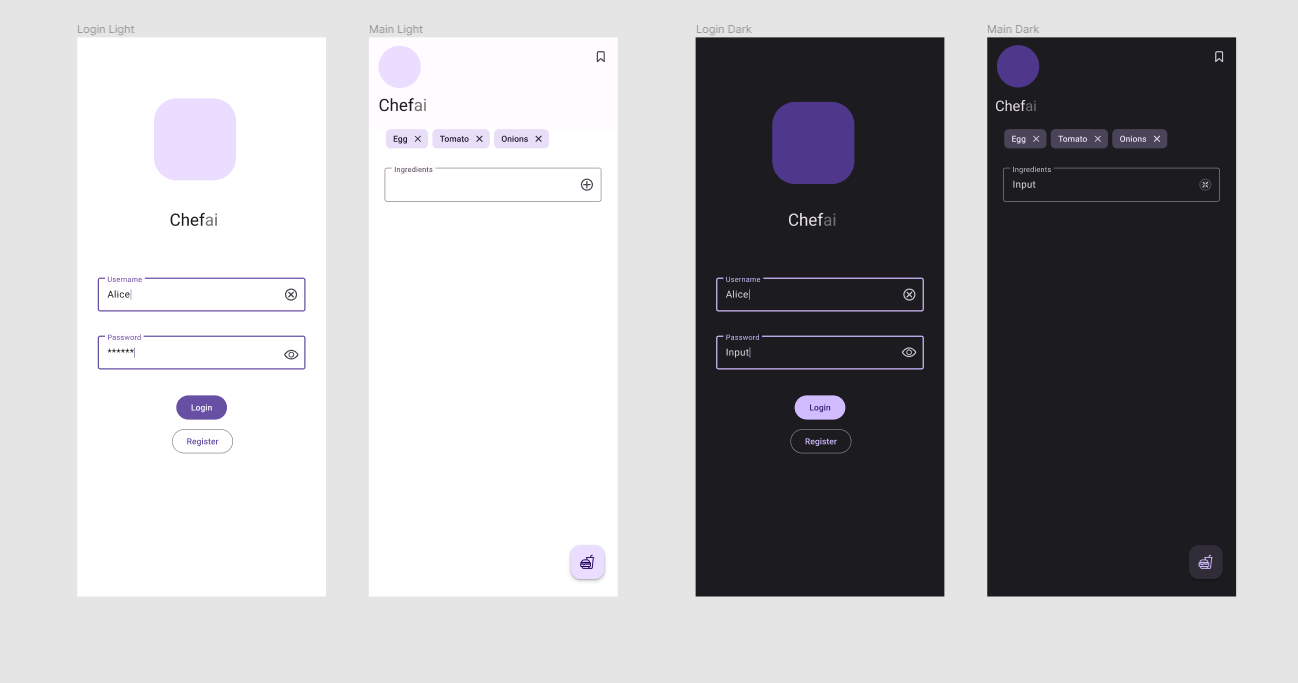 Login Light
Chefai
Username
Alice
Password
******
Login
Register
Main Light
Chefai
Egg Tomato Onions
Ingredients
Login Dark
Chefai
Username
Alice
Password
Input
Login
Register
Main Dark
Chefai
Egg Tomato Onions
Ingredients
Input